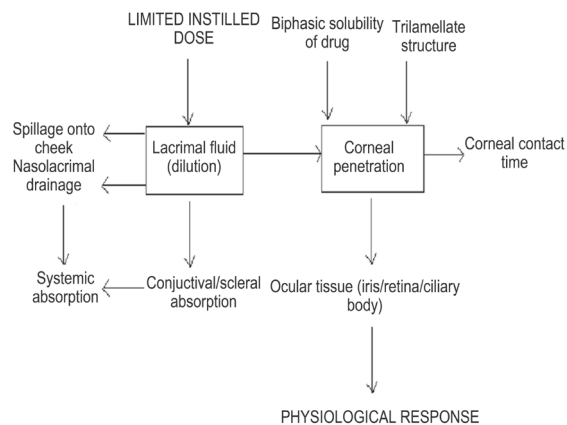 LIMITED INSTILLED
DOSE
Biphasic solubility
of drug
Trilamellate
structure
Spillage onto
cheek
Nasolacrimal
drainage
Lacrimal fluid
(dilution)
Corneal
penetration
Corneal contact
time
Systemic
absorption
Conjuctival/scleral
absorption
Ocular tissue (iris/retina/ciliary
body)
PHYSIOLOGICAL RESPONSE